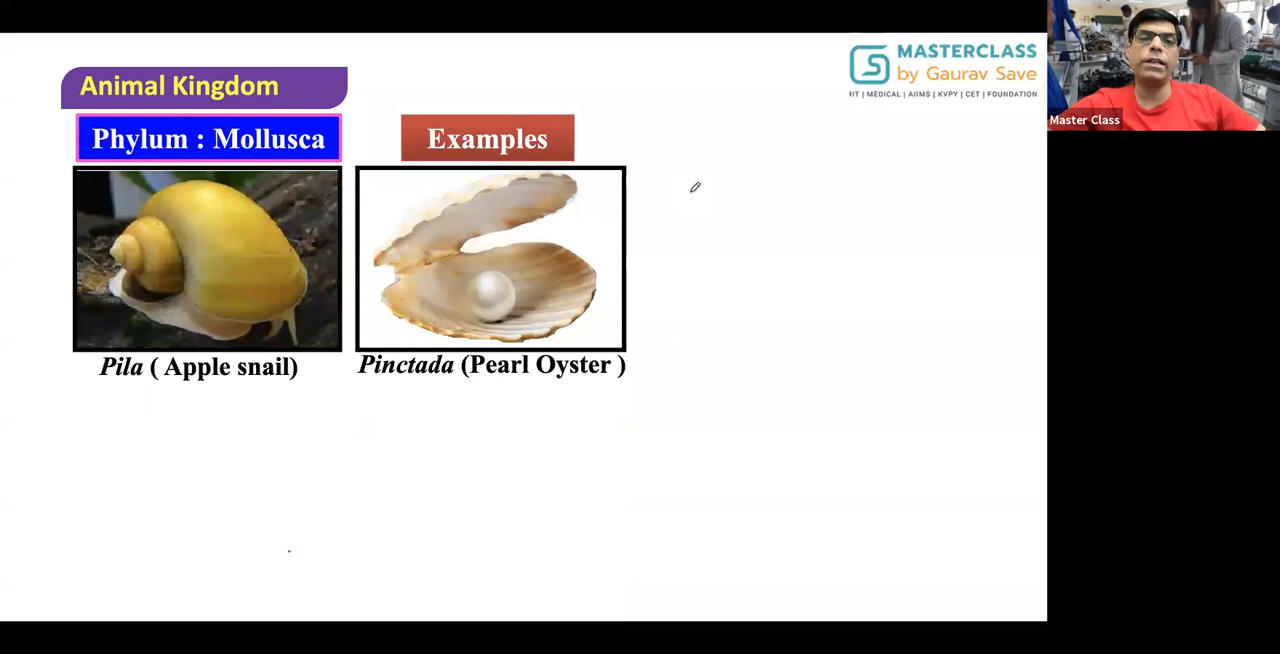 Animal Kingdom
MASTERCLASS
by Gaurav Save
IIT | MEDICAL | AIIMS | KVPY | CET | FOUNDATION
Master Class
Phylum : Mollusca
Examples
Pila ( Apple snail)
Pinctada (Pearl Oyster )